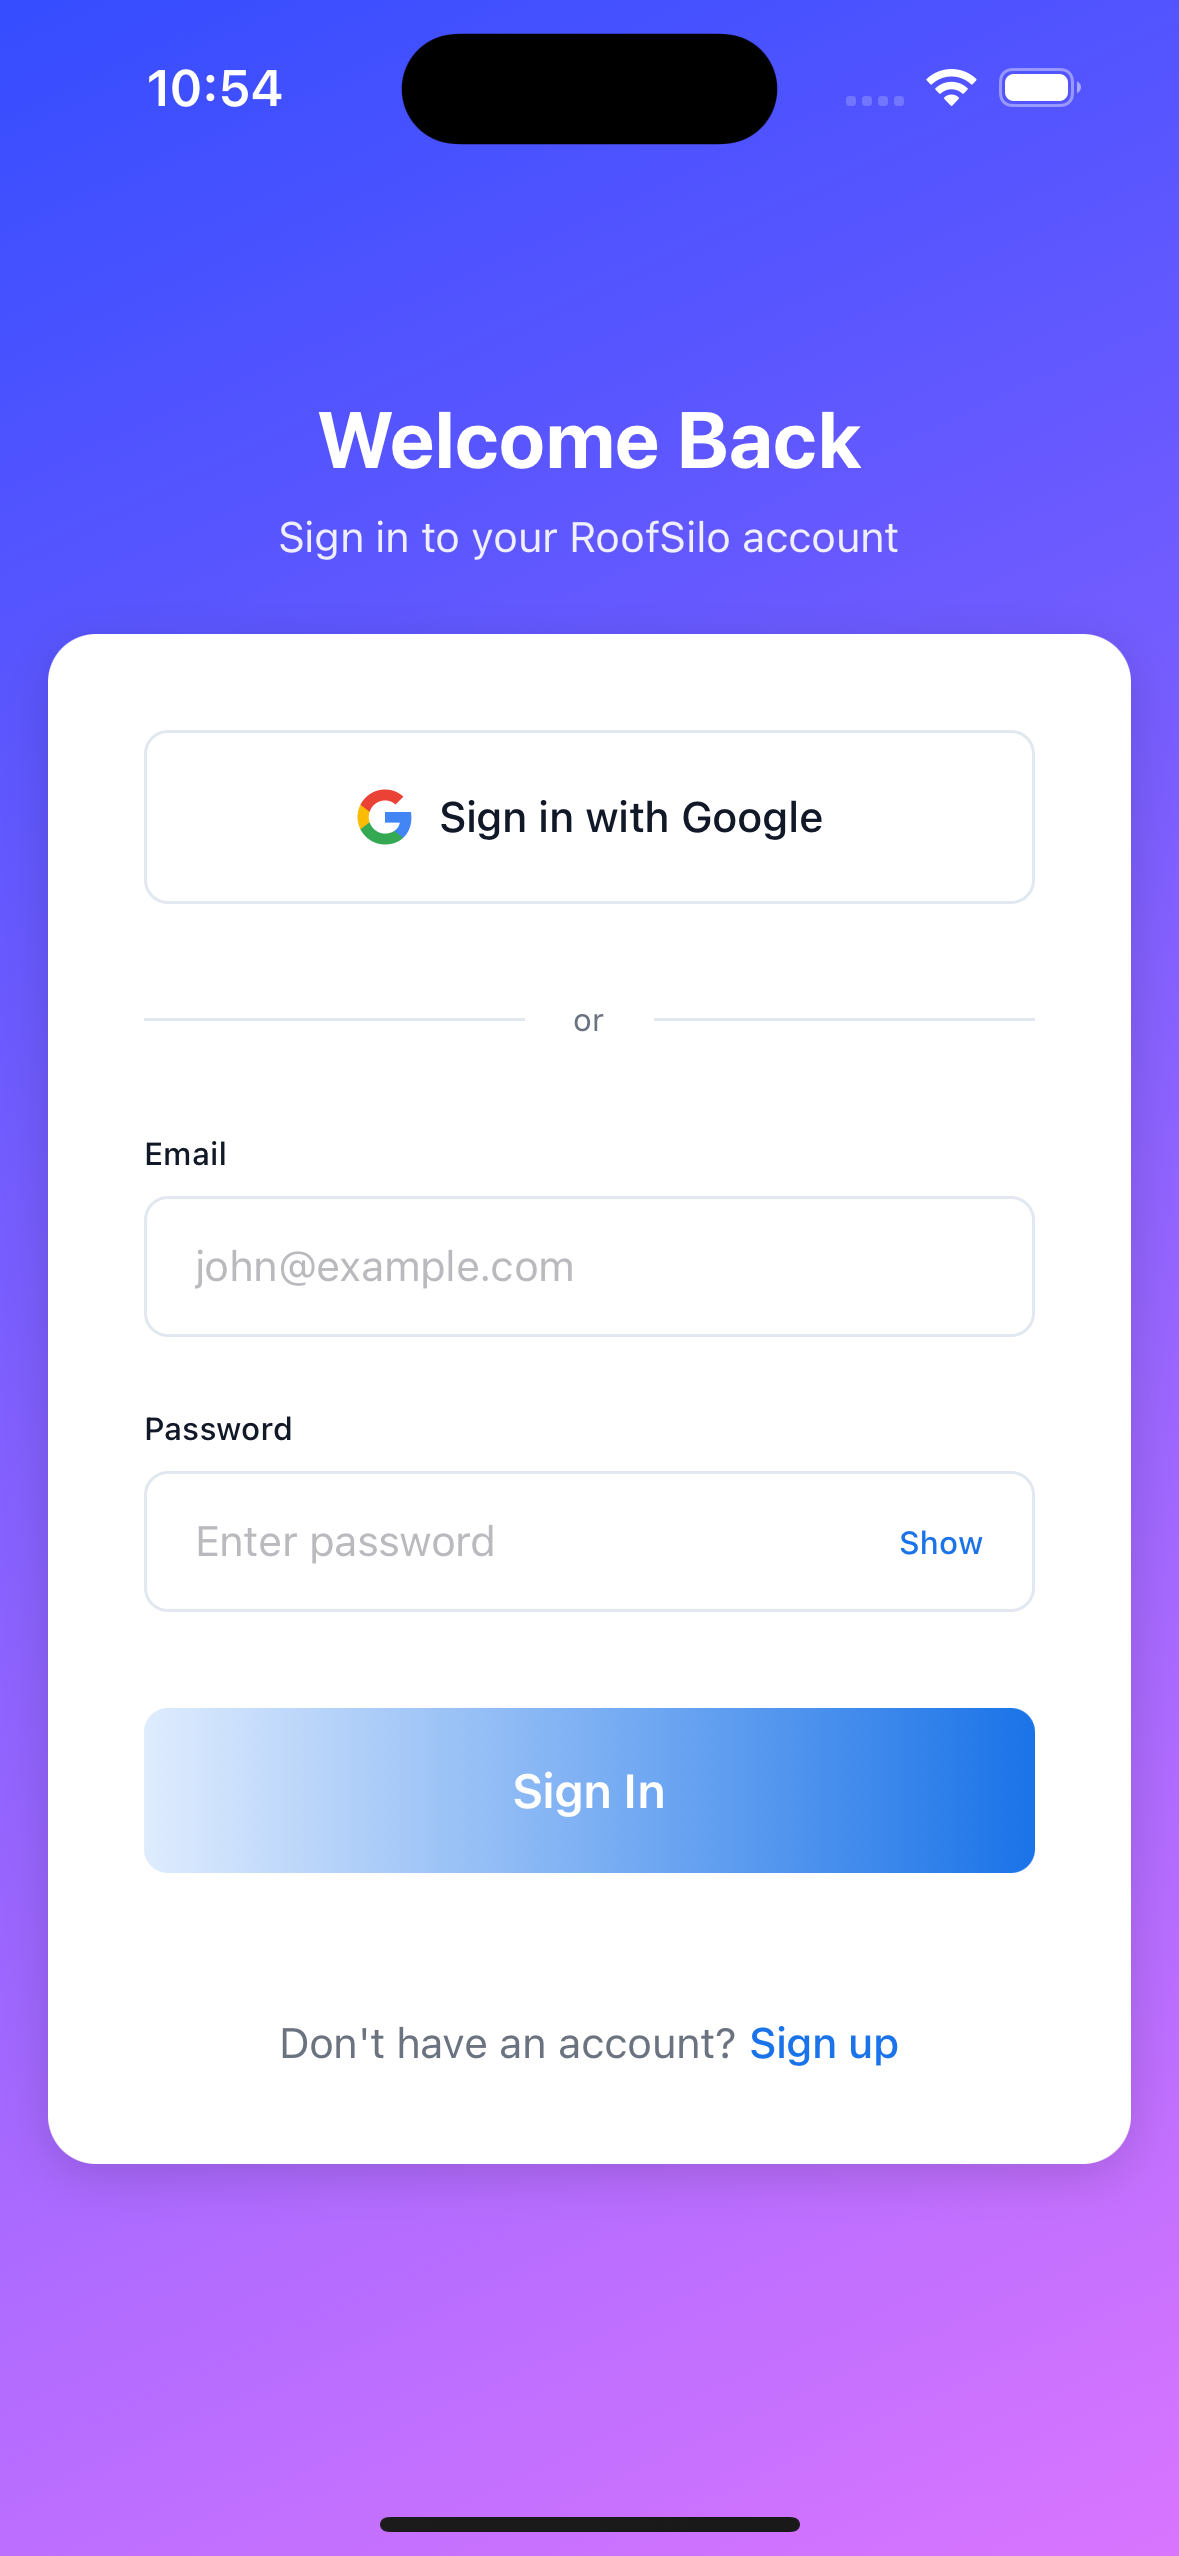 10:54
Welcome Back
Sign in to your RoofSilo account
Sign in with Google
or
Email
john@example.com
Password
Enter password
Show
Sign In
Don't have an account? Sign up